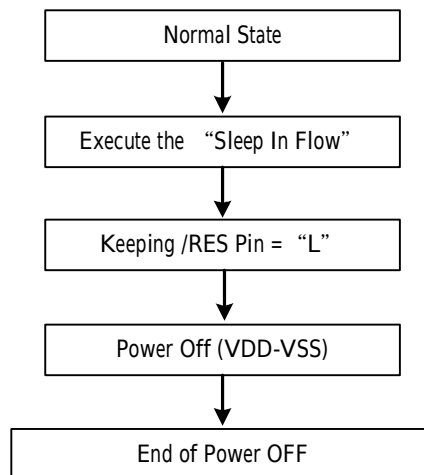 Normal State
Execute the “Sleep In Flow”
Keeping /RES Pin = “L”
Power Off (VDD-VSS)
End of Power OFF